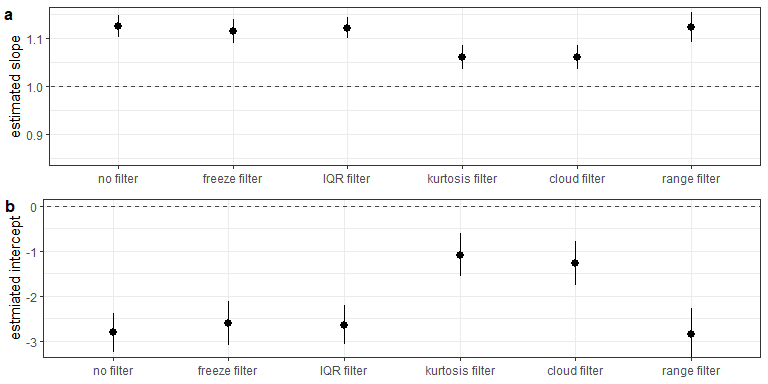 a
estimated slope
1.1
1.0
0.9
no filter
freeze filter
IQR filter
kurtosis filter
cloud filter
range filter
b
estmiated intercept
0
-1
-2
-3
no filter
freeze filter
IQR filter
kurtosis filter
cloud filter
range filter